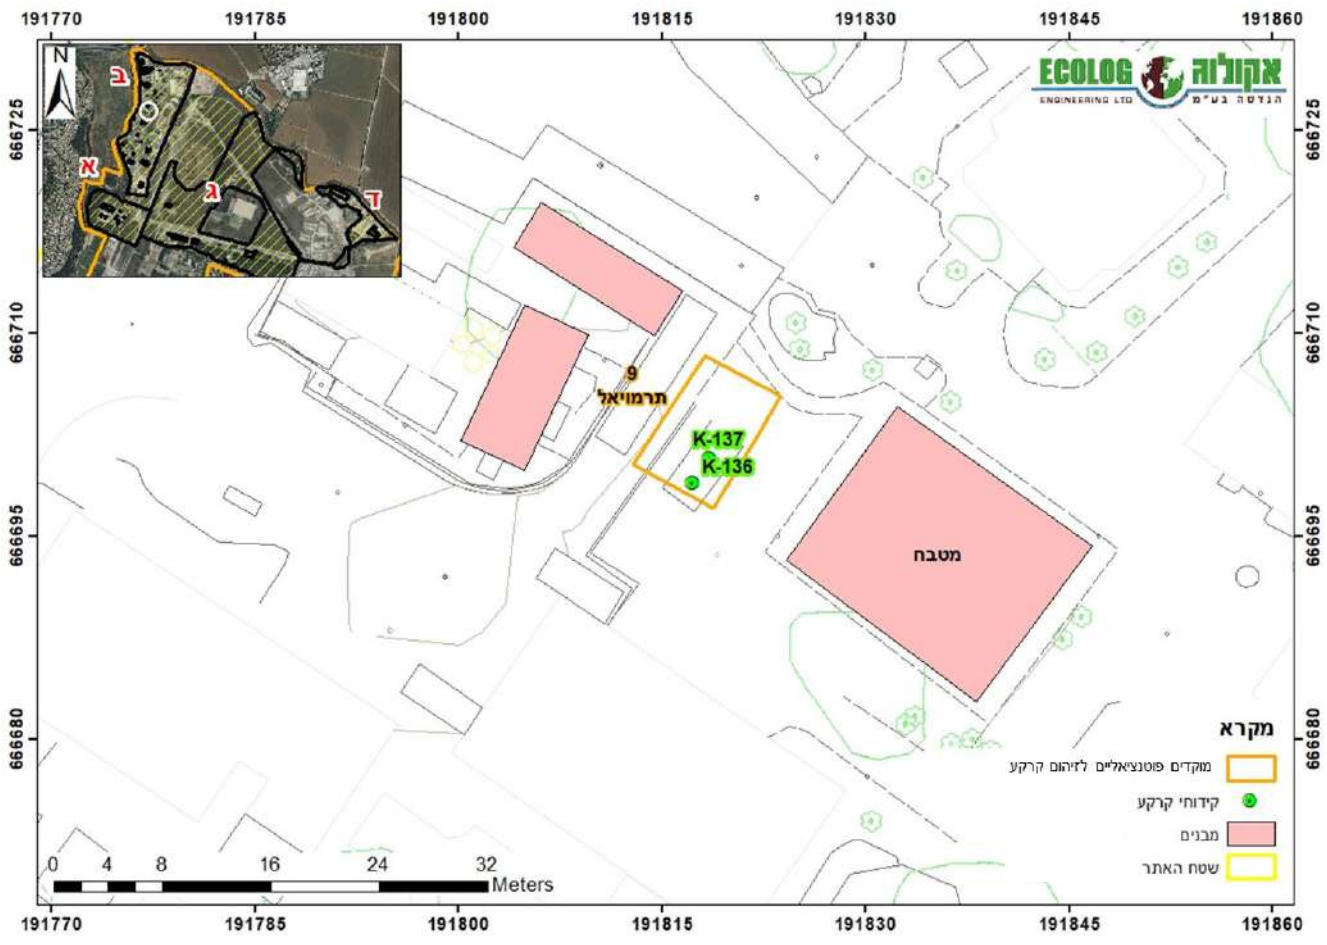 191770 191785 191800 191815 191830 191845 191860
N
ב
א
ג
ד
ECOLOG אקולוג
ENGINEERING LTD הנדסה בע"מ
666725 666725
666710 666710
9
תרמויאל
K-137
K-136
666695 666695
מטבח
666680 666680
מקרא
מוקדים פוטנציאליים לזיהום קרקע
קידוחי קרקע
מבנים
שטח האתר
0 4 8 16 24 32
Meters
191770 191785 191800 191815 191830 191845 191860